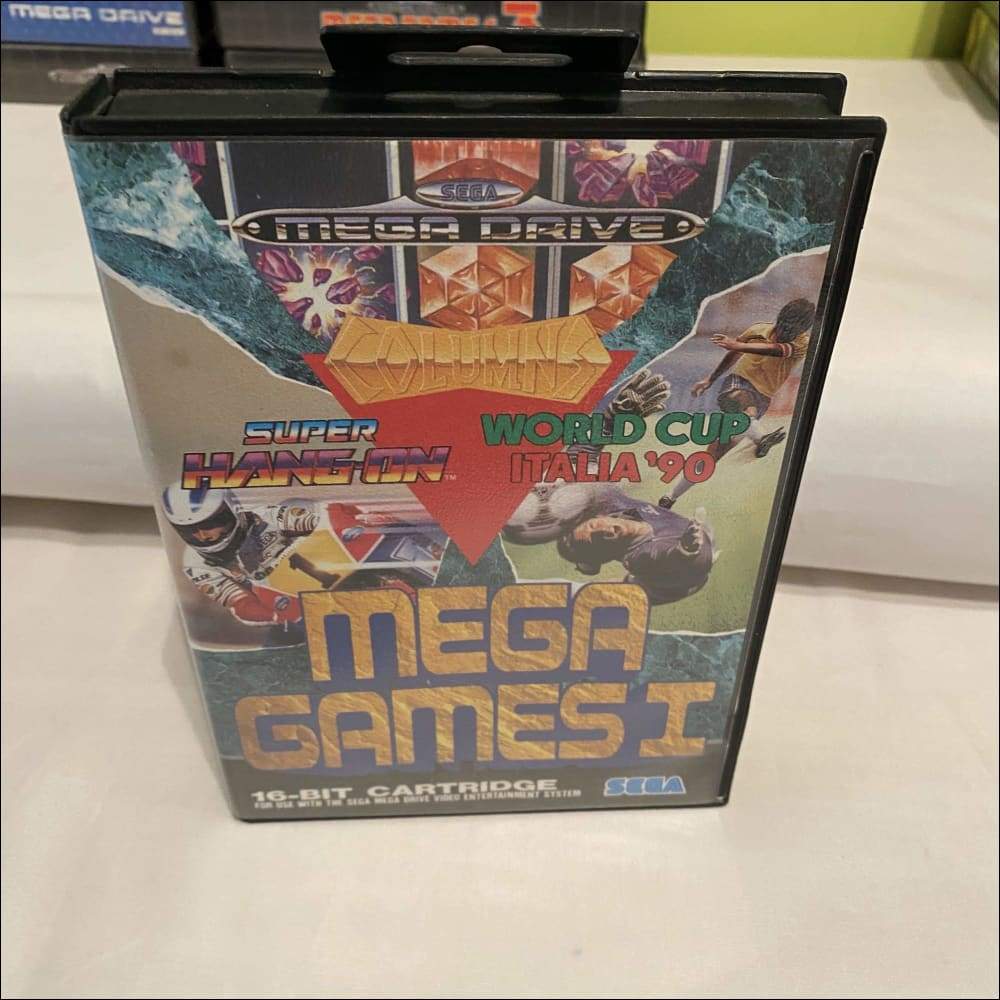 MEGA DRIVE
SEGA
MEGA DRIVE
COLUMNS
SUPER
HANG-ON™
WORLD CUP
ITALIA '90
MEGA
GAMES I
16-BIT CARTRIDGE
FOR USE WITH THE SEGA MEGA DRIVE VIDEO ENTERTAINMENT SYSTEM
SEGA